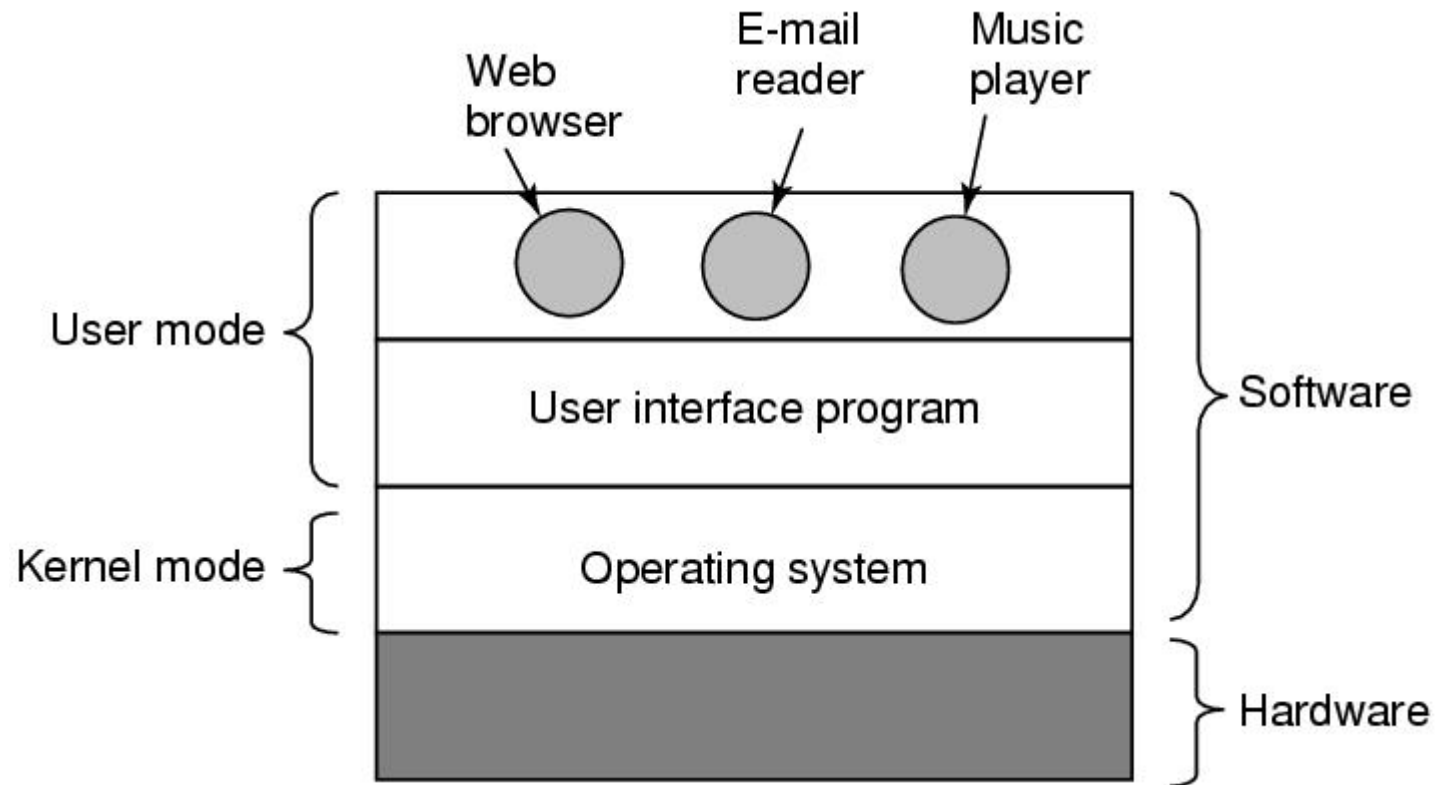 Web
browser
E-mail
reader
Music
player
User mode
User interface program
Software
Kernel mode
Operating system
Hardware